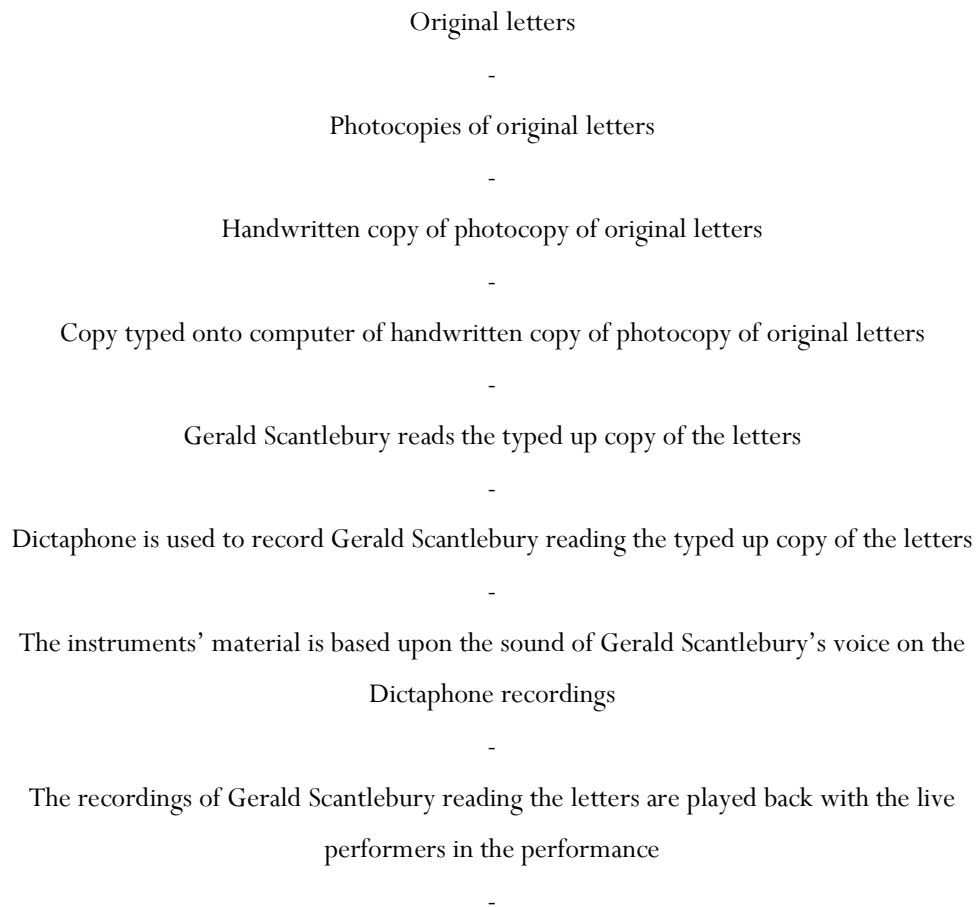 Original letters
-
Photocopies of original letters
-
Handwritten copy of photocopy of original letters
-
Copy typed onto computer of handwritten copy of photocopy of original letters
-
Gerald Scantlebury reads the typed up copy of the letters
-
Dictaphone is used to record Gerald Scantlebury reading the typed up copy of the letters
-
The instruments’ material is based upon the sound of Gerald Scantlebury’s voice on the
Dictaphone recordings
-
The recordings of Gerald Scantlebury reading the letters are played back with the live
performers in the performance
-